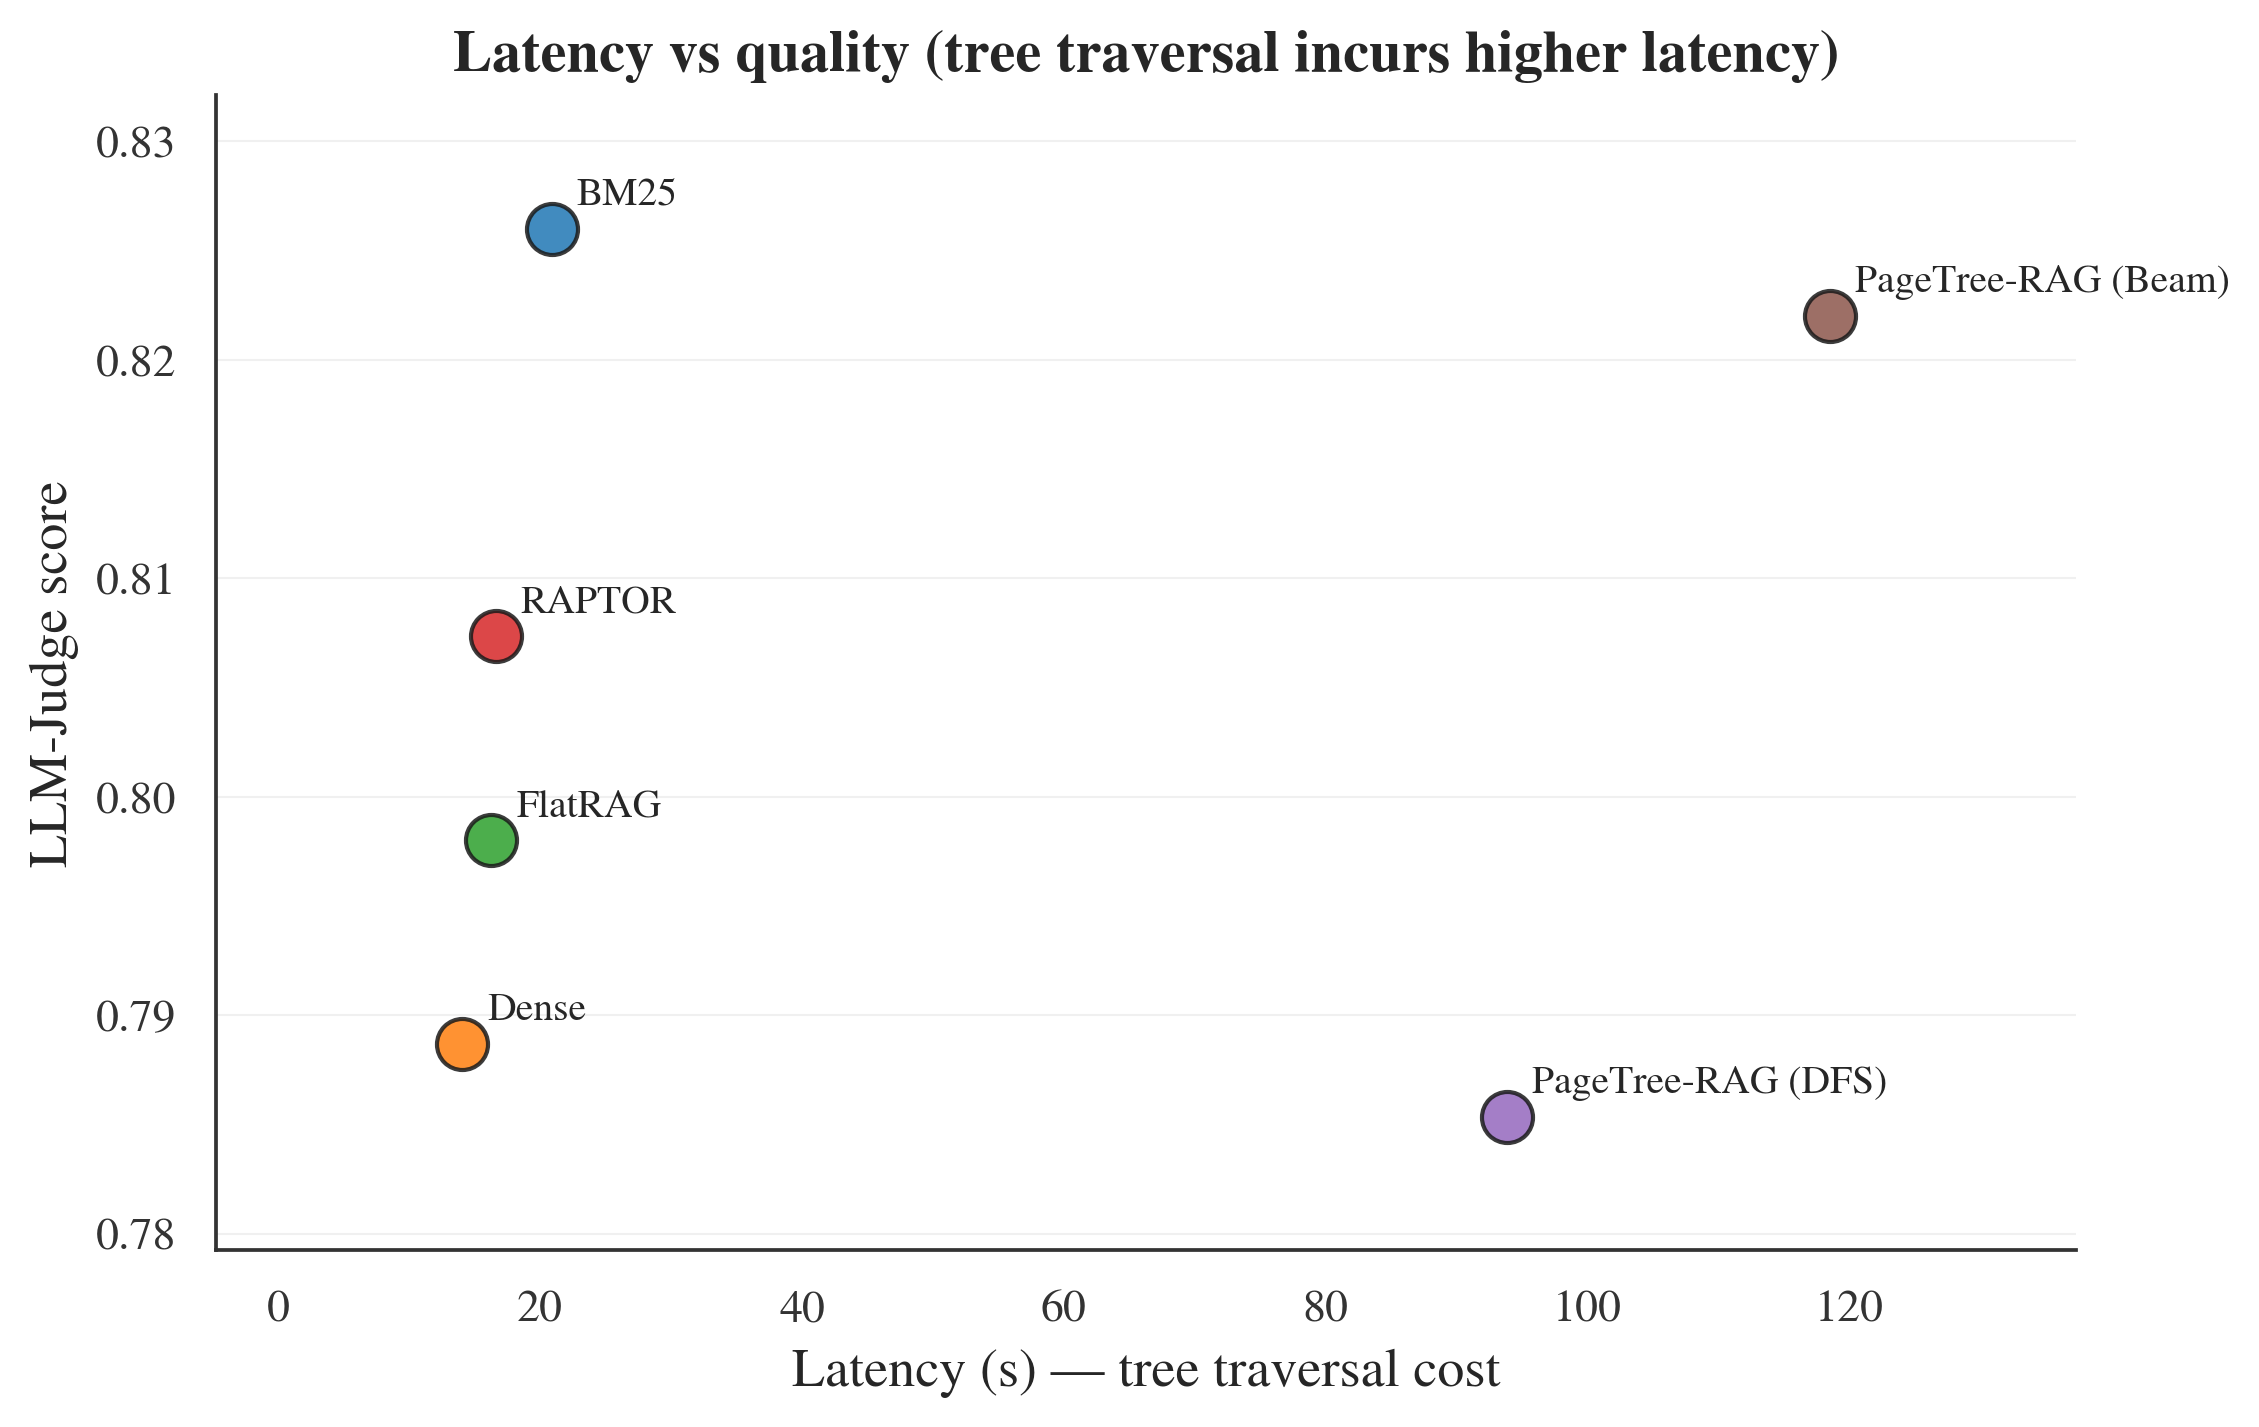 Latency vs quality (tree traversal incurs higher latency)
LLM-Judge score
0.83
0.82
0.81
0.80
0.79
0.78
BM25
PageTree-RAG (Beam)
RAPTOR
FlatRAG
Dense
PageTree-RAG (DFS)
0 20 40 60 80 100 120
Latency (s) — tree traversal cost